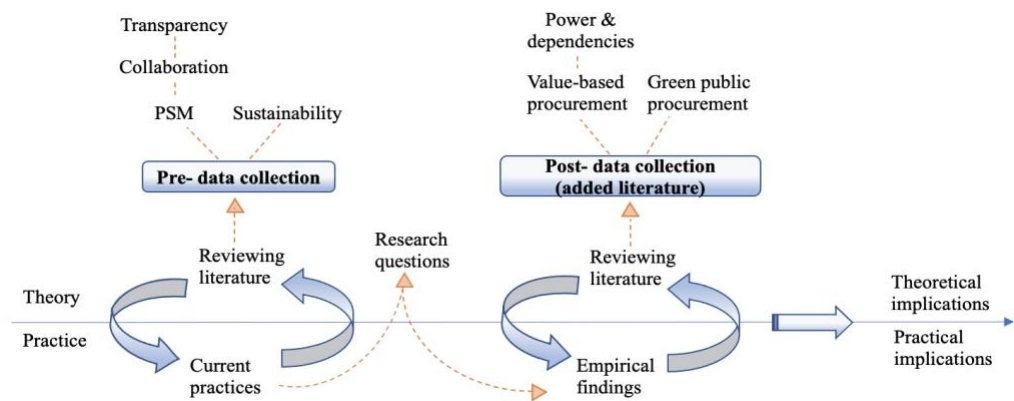 Transparency
Collaboration
PSM
Sustainability
Pre- data collection
Power &
dependencies
Value-based
procurement
Green public
procurement
Post- data collection
(added literature)
Reviewing
literature
Research
questions
Reviewing
literature
Theory
Practice
Current
practices
Empirical
findings
Theoretical
implications
Practical
implications